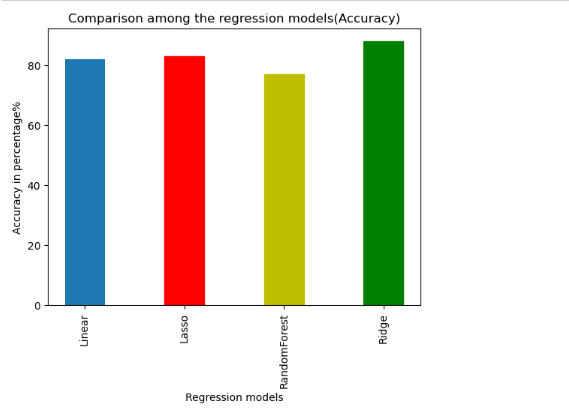 Comparison among the regression models(Accuracy)
Accuracy in percentage%
80
60
40
20
0
Linear
Lasso
RandomForest
Ridge
Regression models